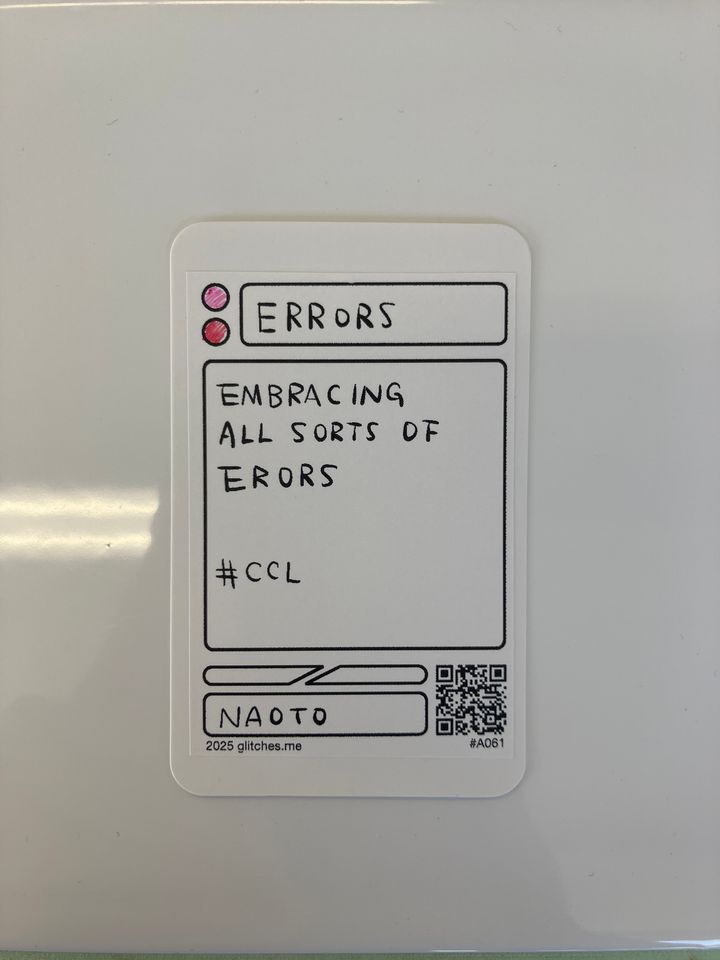 ERRORS
EMBRACING
ALL SORTS OF
ERORS
#CCL
NAOTO
2025 glitches.me
#A061